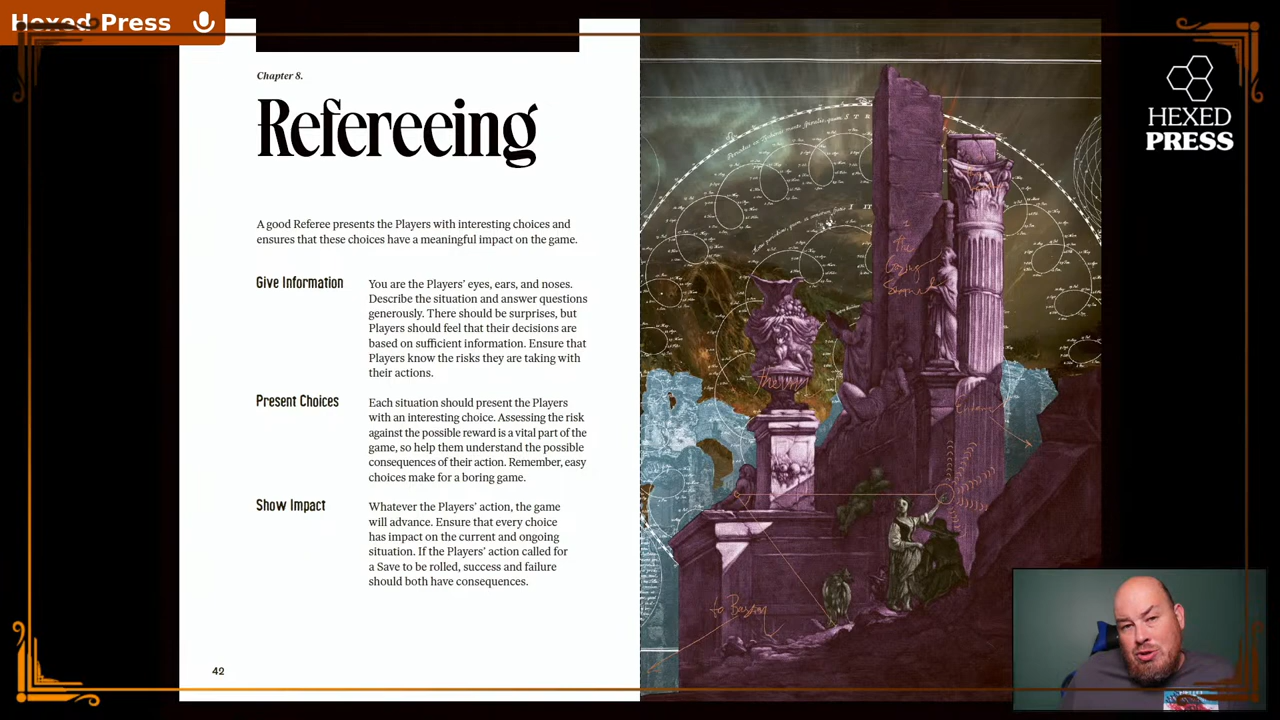 Hexed Press
HEXED
PRESS
Chapter 8.
Refereeing
A good Referee presents the Players with interesting choices and
ensures that these choices have a meaningful impact on the game.
Give Information
You are the Players' eyes, ears, and noses.
Describe the situation and answer questions
generously. There should be surprises, but
Players should feel that their decisions are
based on sufficient information. Ensure that
Players know the risks they are taking with
their actions.
Present Choices
Each situation should present the Players
with an interesting choice. Assessing the risk
against the possible reward is a vital part of the
game, so help them understand the possible
consequences of their action. Remember, easy
choices make for a boring game.
Show Impact
Whatever the Players' action, the game
will advance. Ensure that every choice
has impact on the current and ongoing
situation. If the Players' action called for
a Save to be rolled, success and failure
should both have consequences.
42
the
to